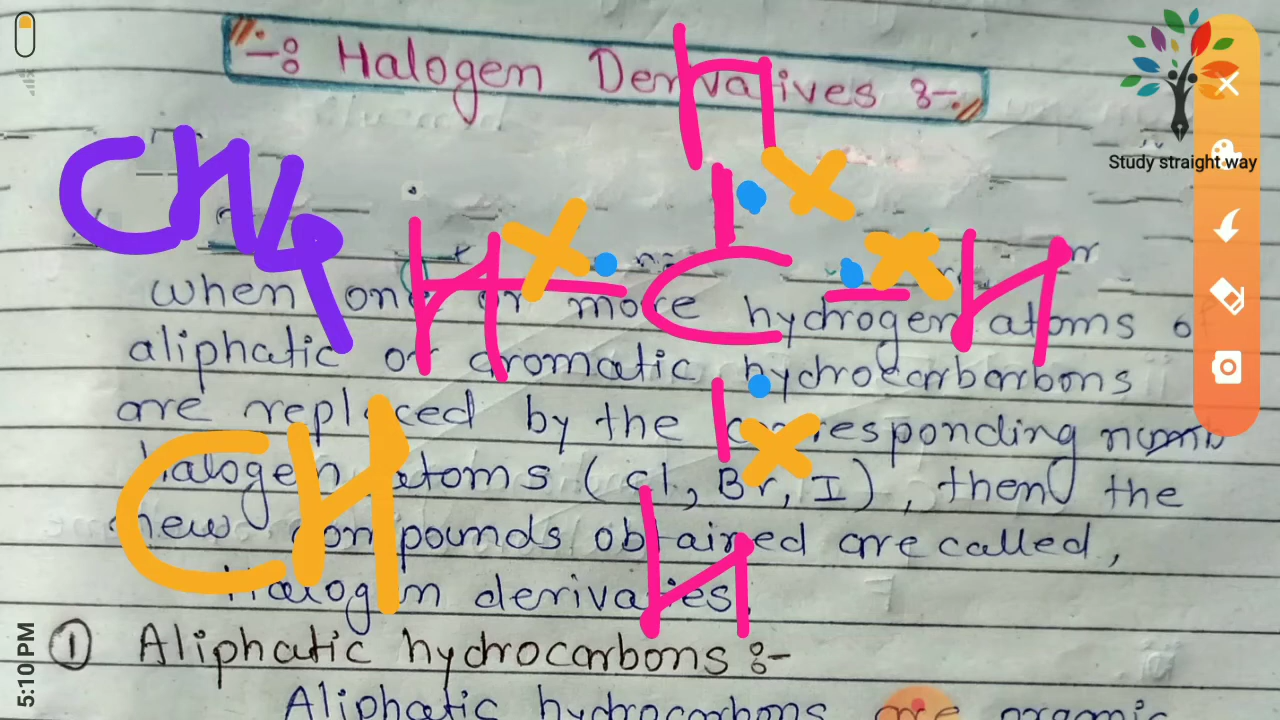 -: Halogen Derivatives :-
Study straight way
CH4
H
H - C - H
H
CH
when one or more hydrogen atoms of
aliphatic or aromatic hydrocarborbons
are replaced by the corresponding
halogen atoms (Cl, Br, I), then the
new compounds obtained are called,
Halogen derivaties.
① Aliphatic hydrocarbons :-
Aliphatic hydrocarbons are organic
5:10 PM